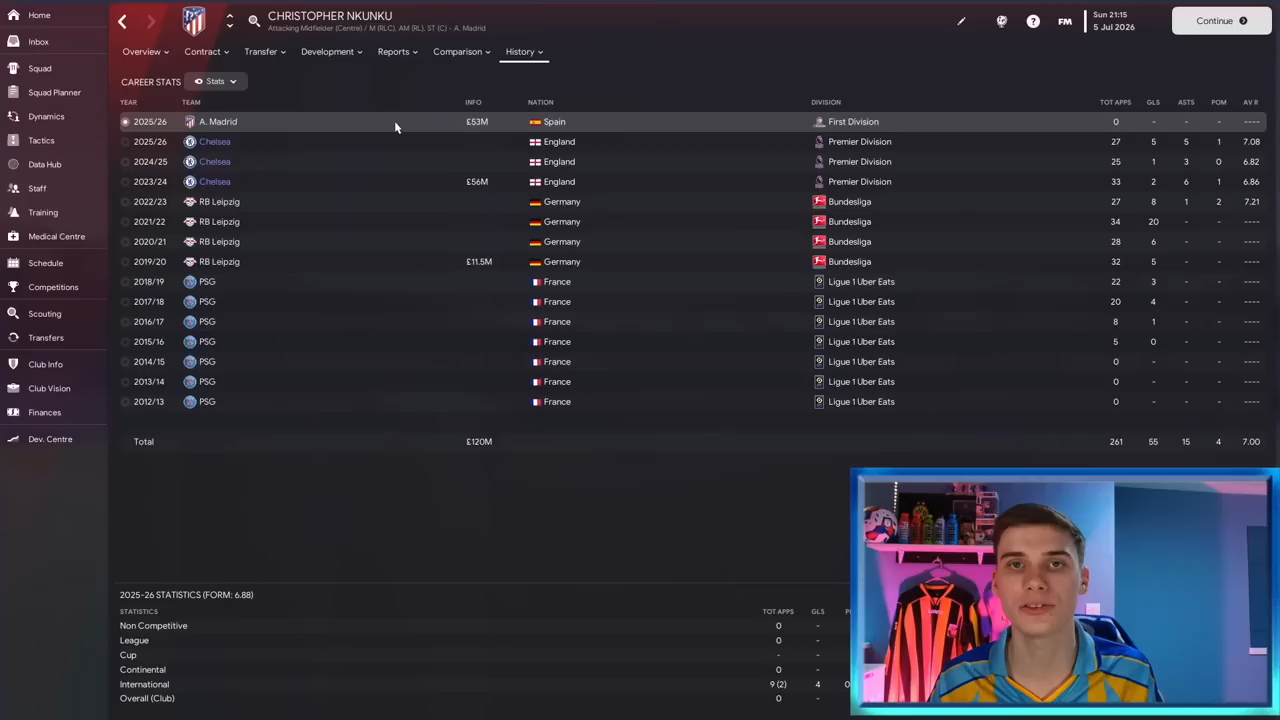 Home
Inbox
Squad
Squad Planner
Dynamics
Tactics
Data Hub
Staff
Training
Medical Centre
Schedule
Competitions
Scouting
Transfers
Club Info
Club Vision
Finances
Dev. Centre
CHRISTOPHER NKUNKU
Attacking Midfielder (Centre) / M (RLC), AM (RL), ST (C) - A. Madrid
FM
Sun 21:15
5 Jul 2026
Continue
Overview Contract Transfer Development Reports Comparison History
CAREER STATS Stats
YEAR TEAM INFO NATION DIVISION TOT APPS GLS ASTS POM AV R
2025/26 A. Madrid £53M Spain First Division 0 - - - ----
2025/26 Chelsea England Premier Division 27 5 5 1 7.08
2024/25 Chelsea England Premier Division 25 1 3 0 6.82
2023/24 Chelsea £56M England Premier Division 33 2 6 1 6.86
2022/23 RB Leipzig Germany Bundesliga 27 8 1 2 7.21
2021/22 RB Leipzig Germany Bundesliga 34 20 - - ----
2020/21 RB Leipzig Germany Bundesliga 28 6 - - ----
2019/20 RB Leipzig £11.5M Germany Bundesliga 32 5 - - ----
2018/19 PSG France Ligue 1 Uber Eats 22 3 - - ----
2017/18 PSG France Ligue 1 Uber Eats 20 4 - - ----
2016/17 PSG France Ligue 1 Uber Eats 8 1 - - ----
2015/16 PSG France Ligue 1 Uber Eats 5 0 - - ----
2014/15 PSG France Ligue 1 Uber Eats 0 - - - ----
2013/14 PSG France Ligue 1 Uber Eats 0 - - - ----
2012/13 PSG France Ligue 1 Uber Eats 0 - - - ----
Total £120M 261 55 15 4 7.00
2025-26 STATISTICS (FORM: 6.88)
STATISTICS TOT APPS GLS
Non Competitive 0 -
League 0 -
Cup - -
Continental 0 -
International 9 (2) 4 0
Overall (Club) 0 -